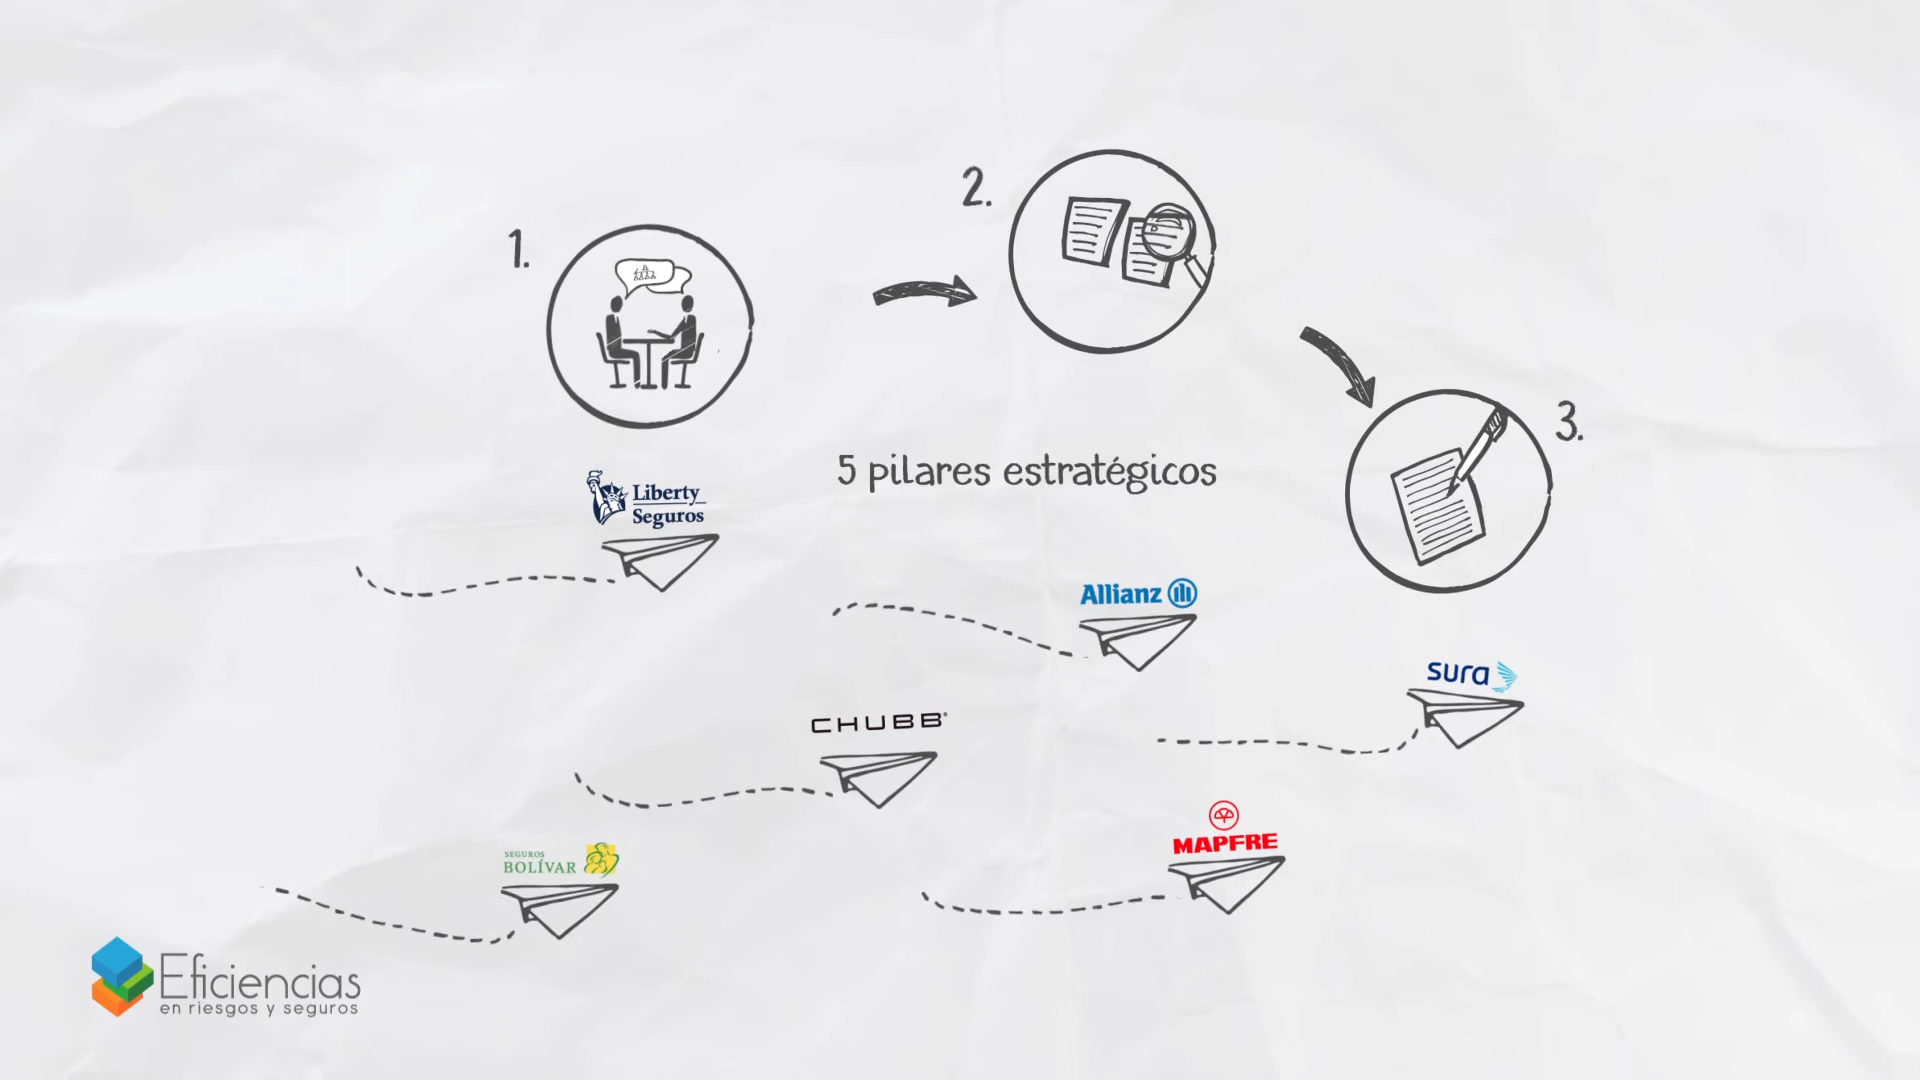 1.
2.
3.
5 pilares estratégicos
Liberty
Seguros
Allianz
sura
CHUBB
MAPFRE
SEGUROS
BOLÍVAR
Eficiencias
en riesgos y seguros